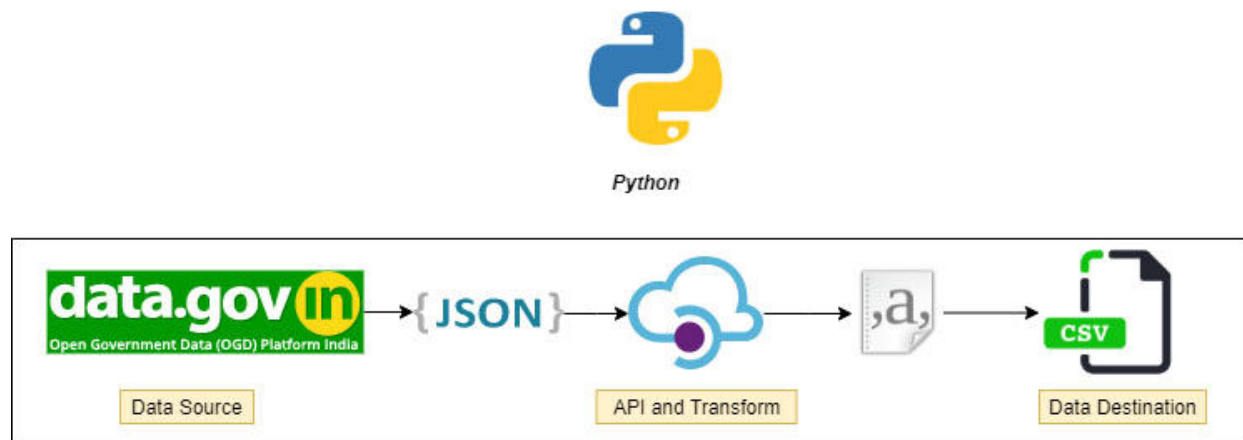 Python
data.gov in
Open Government Data (OGD) Platform India
{JSON}
,a,
CSV
Data Source
API and Transform
Data Destination